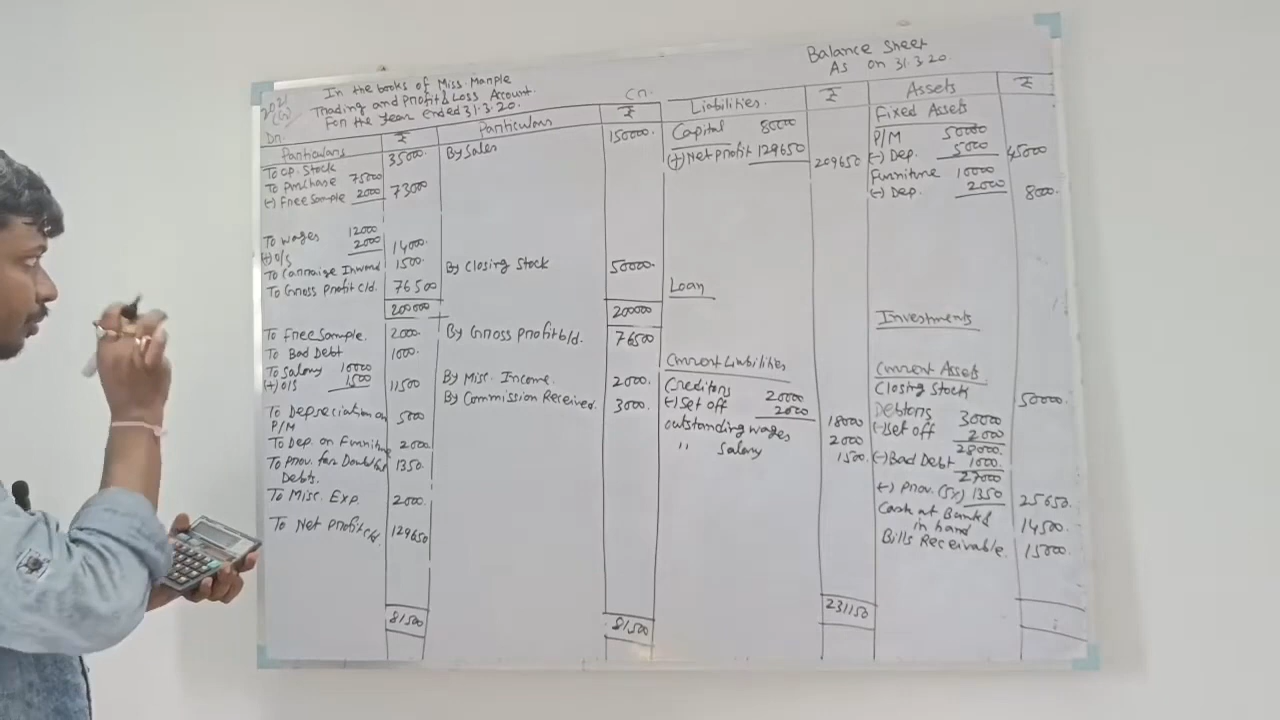 2021
(G)
In the books of Miss. Manple
Trading and Profit & Loss Account.
For the Year ended 31.3.20.
Dr.
Cr.
Particulars ₹ Particulars ₹
To Op. Stock 35000. By Sales 150000.
To Purchase 75000
(-) Free Sample 2000 73000
To Wages 12000
(+) O/s 2000 14000.
To Carraige Inward 1500. By Closing Stock 50000.
To Gross Profit c/d. 76500
200000 200000
To Free Sample. 2000. By Gross Profit b/d. 76500
To Bad Debt 1000.
To Salary 10000
(+) O/s 1500 11500 By Misc. Income. 2000.
By Commission Received. 3000.
To Depreciation on 5000
P/M
To Dep. on Furniture 2000.
To Prov. for Doubtful 1350.
Debts.
To Misc. Exp. 2000.
To Net Profit c/d. 129650
81500 81500
Balance Sheet
As on 31.3.20.
Liabilities. ₹ Assets ₹
Capital 80000
(+) Net Profit 129650 209650
Loan
Current Liabilities
Creditors 20000
(-) Set off 2000 18000
outstanding wages 2000
" Salary 1500.
231150
Fixed Assets
P/M 50000
(-) Dep. 5000 45000
Furniture 10000
(-) Dep. 2000 8000.
Investments
Current Assets
Closing Stock 50000.
Debtors 30000
(-) Set off 2000
28000
(-) Bad Debt 1000
27000
(-) Prov. (5%) 1350 25650.
Cash at Bank &
in hand 14500
Bills Receivable. 15000.